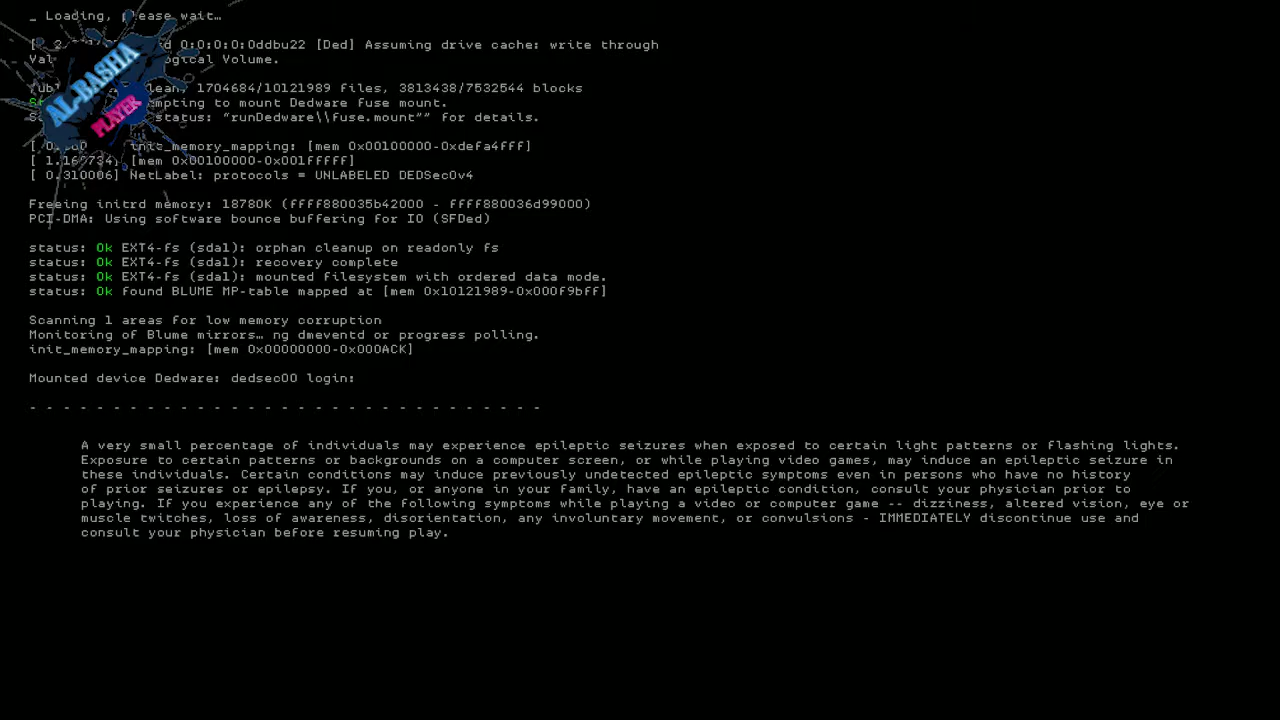 _ Loading, please wait…
0:0:0:0:0ddbu22 [Ded] Assuming drive cache: write through
Volume.
1704684/10121989 files, 3813438/7532544 blocks
to mount Dedware fuse mount.
status: “runDedware\\fuse.mount”” for details.
AL-BASHA
PLAYER
init_memory_mapping: [mem 0x00100000-0xdefa4fff]
[mem 0x00100000-0x001fffff]
[ 0.310006] NetLabel: protocols = UNLABELED DEDSecOv4
Freeing initrd memory: 18780K (ffff880035b42000 - ffff880036d99000)
PCI-DMA: Using software bounce buffering for IO (SFDed)
status: Ok EXT4-fs (sda1): orphan cleanup on readonly fs
status: Ok EXT4-fs (sda1): recovery complete
status: Ok EXT4-fs (sda1): mounted filesystem with ordered data mode.
status: Ok found BLUME MP-table mapped at [mem 0x10121989-0x000f9bff]
Scanning 1 areas for low memory corruption
Monitoring of Blume mirrors… ng dmeventd or progress polling.
init_memory_mapping: [mem 0x00000000-0x000ACK]
Mounted device Dedware: dedsec00 login:
- - - - - - - - - - - - - - - - - - - - - - - - - - - - - - -
A very small percentage of individuals may experience epileptic seizures when exposed to certain light patterns or flashing lights.
Exposure to certain patterns or backgrounds on a computer screen, or while playing video games, may induce an epileptic seizure in
these individuals. Certain conditions may induce previously undetected epileptic symptoms even in persons who have no history
of prior seizures or epilepsy. If you, or anyone in your family, have an epileptic condition, consult your physician prior to
playing. If you experience any of the following symptoms while playing a video or computer game -- dizziness, altered vision, eye or
muscle twitches, loss of awareness, disorientation, any involuntary movement, or convulsions - IMMEDIATELY discontinue use and
consult your physician before resuming play.